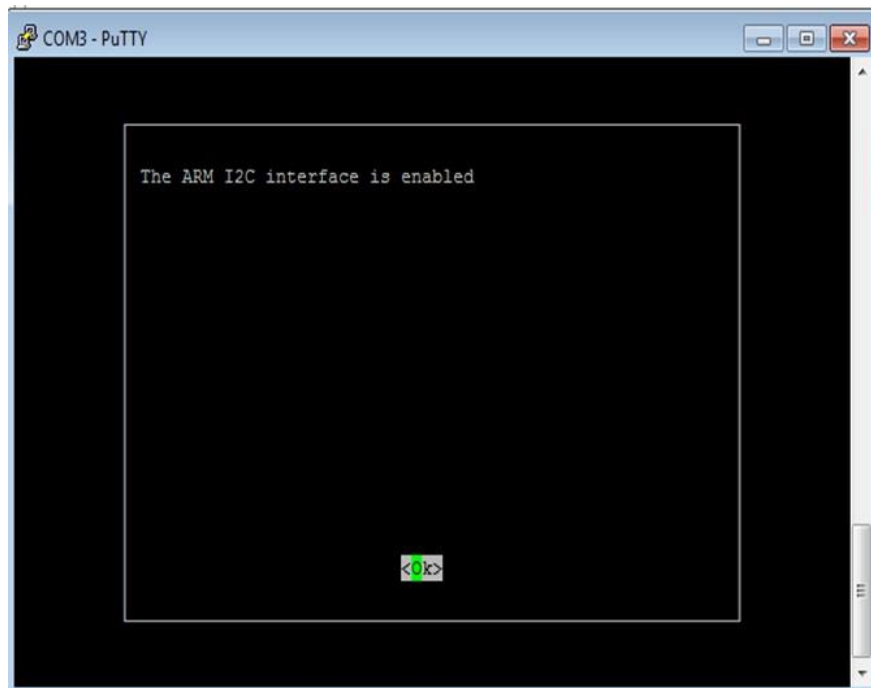 COM3 - PuTTY
The ARM I2C interface is enabled
<Ok>